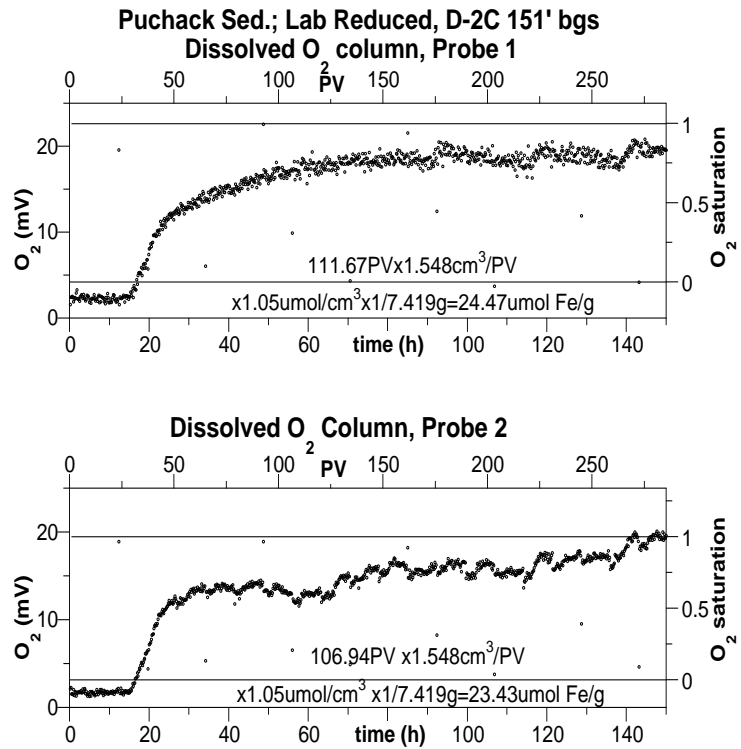 Puchack Sed.; Lab Reduced, D-2C 151' bgs
Dissolved O2 column, Probe 1
PV
0 50 100 150 200 250
O2 (mV)
20
10
0
1
0.5
0
O2 saturation
111.67PVx1.548cm³/PV
x1.05umol/cm³x1/7.419g=24.47umol Fe/g
0 20 40 60 80 100 120 140
time (h)
Dissolved O2 Column, Probe 2
PV
0 50 100 150 200 250
O2 (mV)
20
10
0
1
0.5
0
O2 saturation
106.94PV x1.548cm³/PV
x1.05umol/cm³ x1/7.419g=23.43umol Fe/g
0 20 40 60 80 100 120 140
time (h)